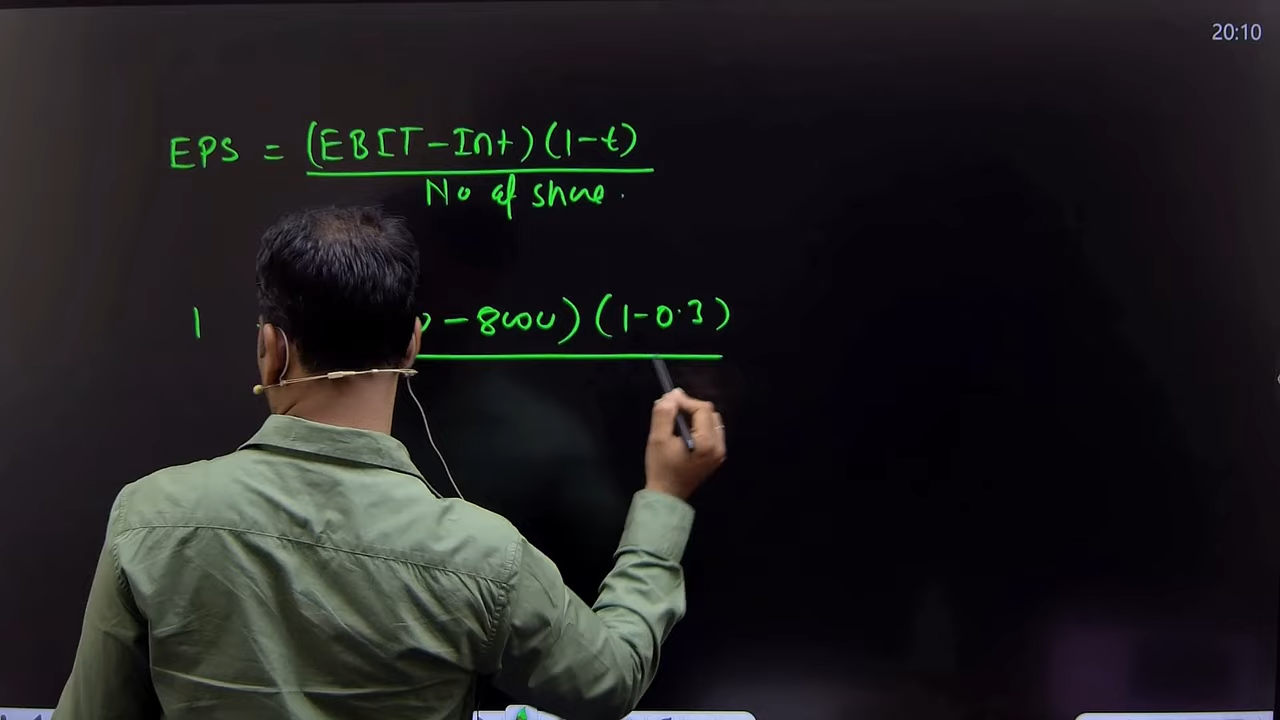 20:10
EPS = (EBIT-Int)(1-t)
No of share.
1
- 8000) (1-0.3)